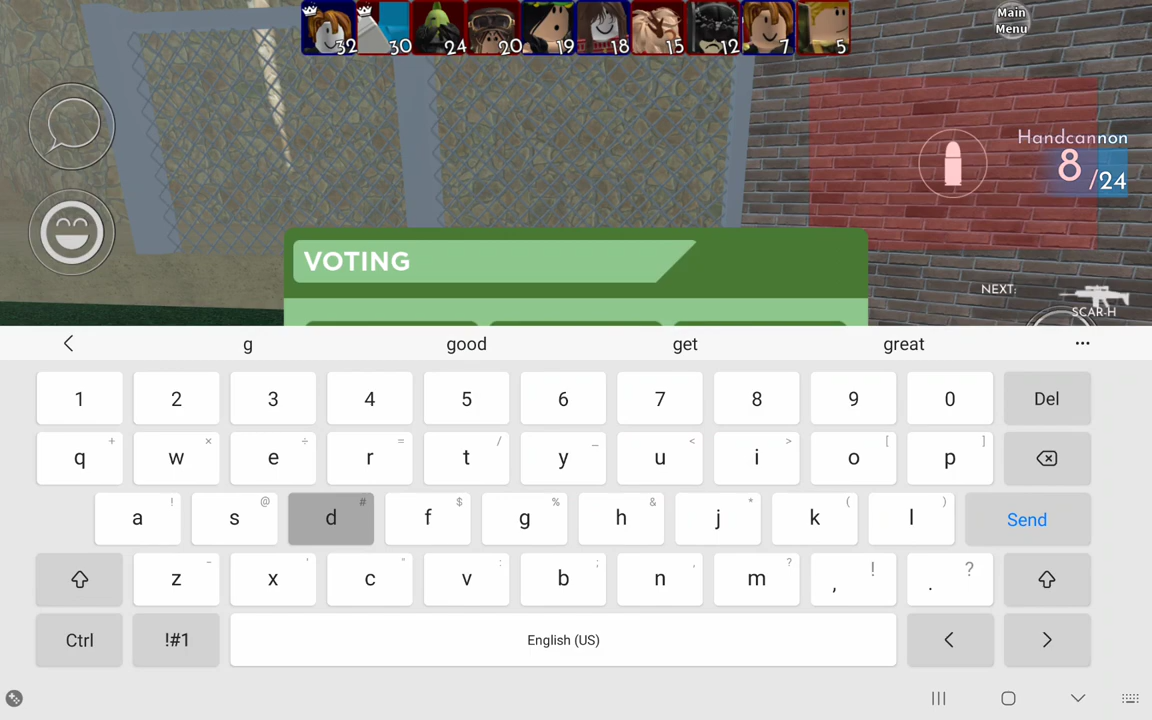 32 30 24 20 19 18 15 12 7 5
Main
Menu
Handcannon
8/24
VOTING
NEXT:
SCAR-H
g good get great ...
1 2 3 4 5 6 7 8 9 0 Del
+ × ÷ = / _ < > [ ]
q w e r t y u i o p
! @ # $ % & * ( )
a s d f g h j k l Send
- ' " : ; , ? ! ?
z x c v b n m , .
Ctrl !#1 English (US) < >